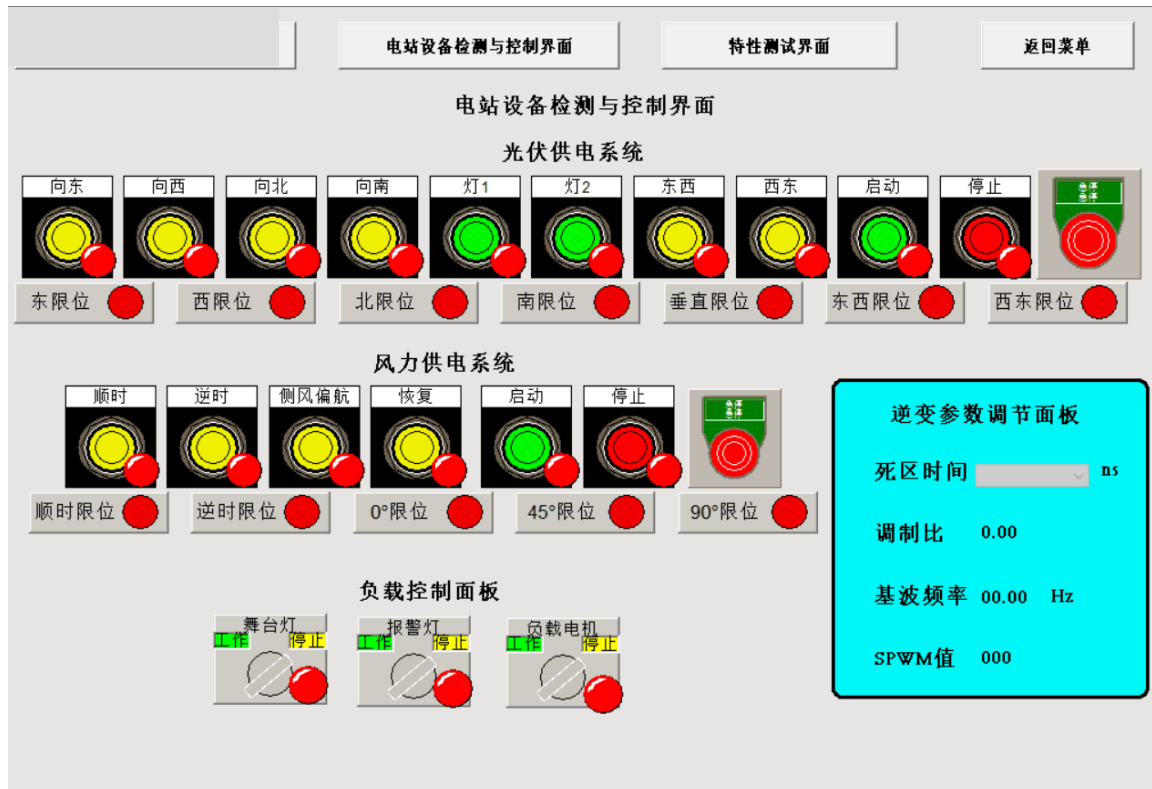 电站设备检测与控制界面 特性测试界面 返回菜单
电站设备检测与控制界面
光伏供电系统
向东 向西 向北 向南 灯1 灯2 东西 西东 启动 停止 急停
急停
东限位 西限位 北限位 南限位 垂直限位 东西限位 西东限位
风力供电系统
顺时 逆时 侧风偏航 恢复 启动 停止 急停
急停
顺时限位 逆时限位 0°限位 45°限位 90°限位
逆变参数调节面板
死区时间 ns
调制比 0.00
基波频率 00.00 Hz
SPWM值 000
负载控制面板
舞台灯 报警灯 负载电机
工作 停止 工作 停止 工作 停止